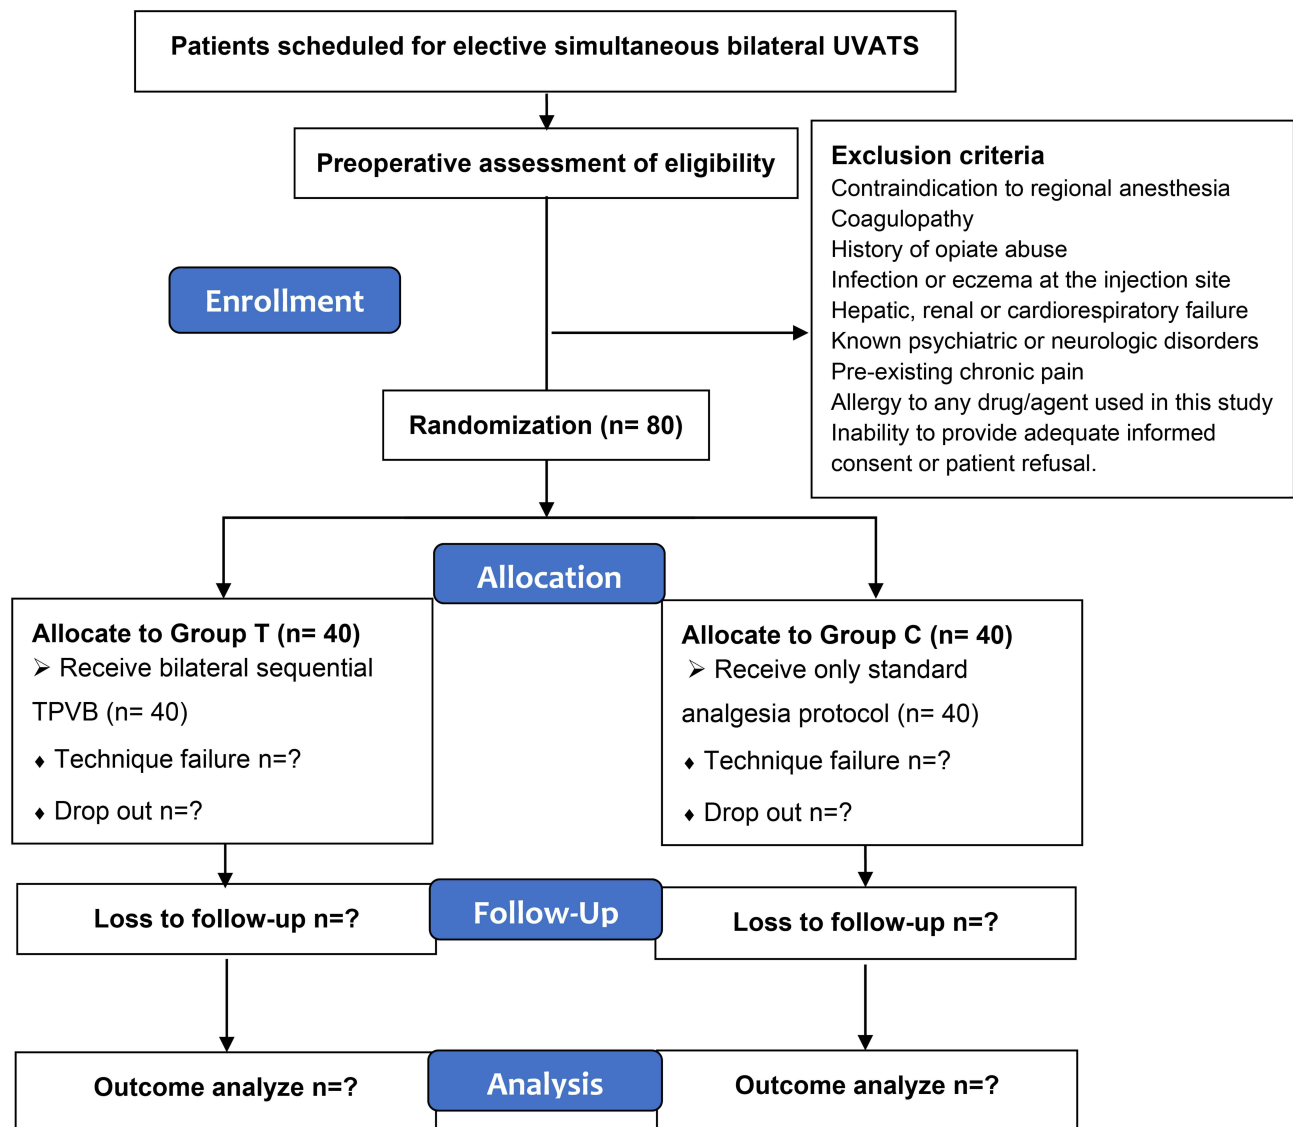 Patients scheduled for elective simultaneous bilateral UVATS
Preoperative assessment of eligibility
Exclusion criteria
Contraindication to regional anesthesia
Coagulopathy
History of opiate abuse
Infection or eczema at the injection site
Hepatic, renal or cardiorespiratory failure
Known psychiatric or neurologic disorders
Pre-existing chronic pain
Allergy to any drug/agent used in this study
Inability to provide adequate informed
consent or patient refusal.
Enrollment
Randomization (n= 80)
Allocation
Allocate to Group T (n= 40)
➢ Receive bilateral sequential
TPVB (n= 40)
♦ Technique failure n=?
♦ Drop out n=?
Allocate to Group C (n= 40)
➢ Receive only standard
analgesia protocol (n= 40)
♦ Technique failure n=?
♦ Drop out n=?
Loss to follow-up n=?
Follow-Up
Loss to follow-up n=?
Outcome analyze n=?
Analysis
Outcome analyze n=?